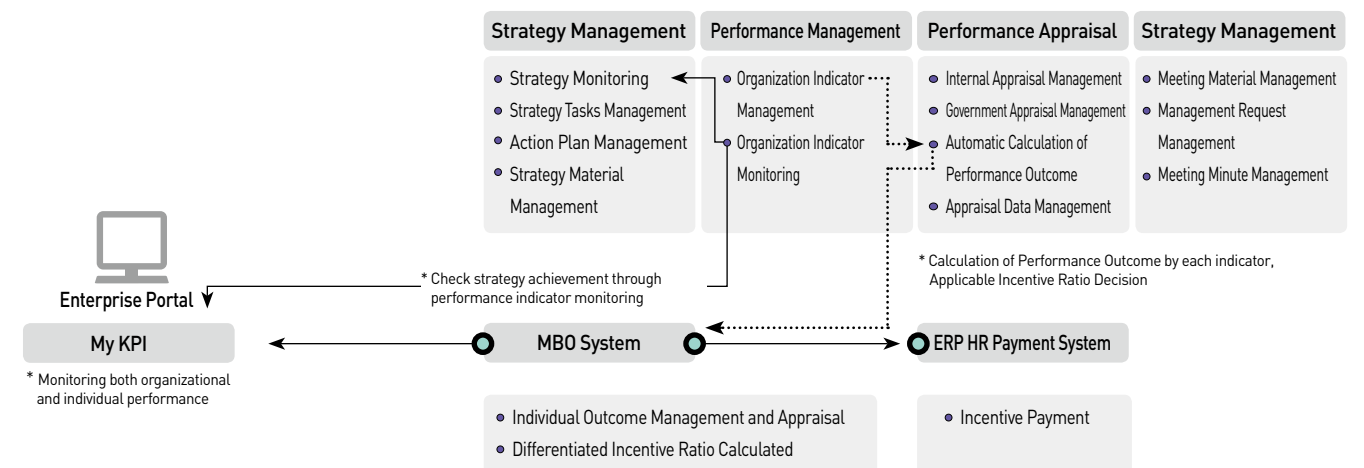 Strategy Management
Performance Management
Performance Appraisal
Strategy Management
• Strategy Monitoring
• Strategy Tasks Management
• Action Plan Management
• Strategy Material
Management
• Organization Indicator
Management
• Organization Indicator
Monitoring
• Internal Appraisal Management
• Government Appraisal Management
• Automatic Calculation of
Performance Outcome
• Appraisal Data Management
• Meeting Material Management
• Management Request
Management
• Meeting Minute Management
* Calculation of Performance Outcome by each indicator,
Applicable Incentive Ratio Decision
* Check strategy achievement through
performance indicator monitoring
Enterprise Portal
My KPI
* Monitoring both organizational
and individual performance
MBO System
ERP HR Payment System
• Individual Outcome Management and Appraisal
• Differentiated Incentive Ratio Calculated
• Incentive Payment